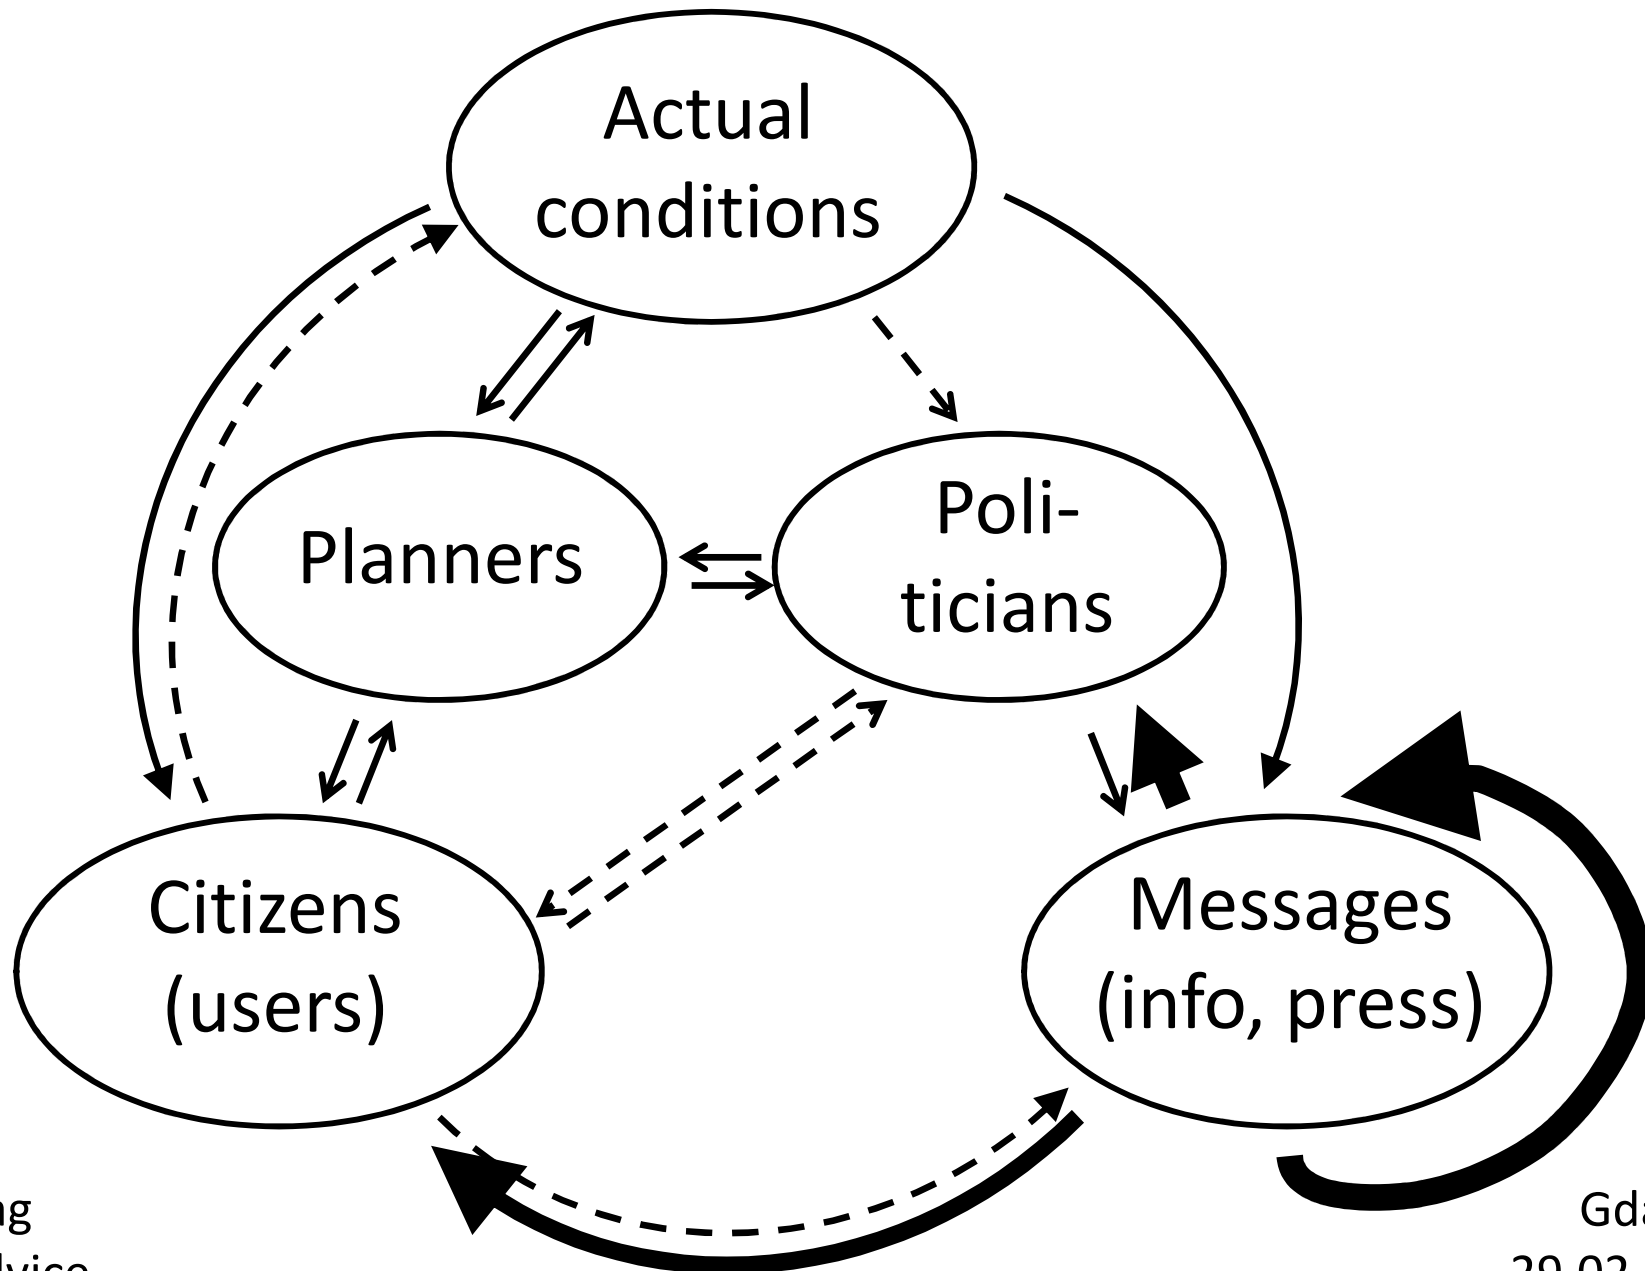 Actual
conditions
Planners
Poli-
ticians
Citizens
(users)
Messages
(info, press)